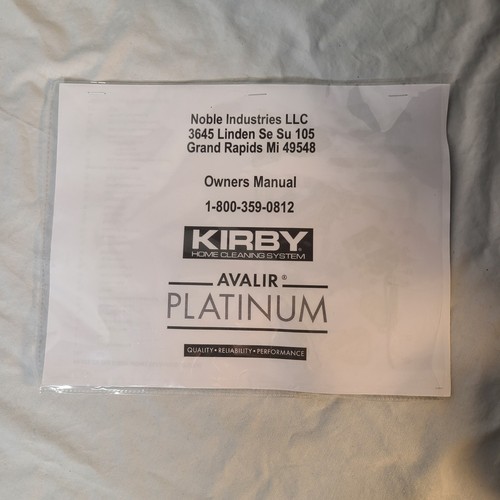 Noble Industries LLC
3645 Linden Se Su 105
Grand Rapids Mi 49548
Owners Manual
1-800-359-0812
KIRBY®
HOME CLEANING SYSTEM
AVALIR®
PLATINUM
QUALITY • RELIABILITY • PERFORMANCE